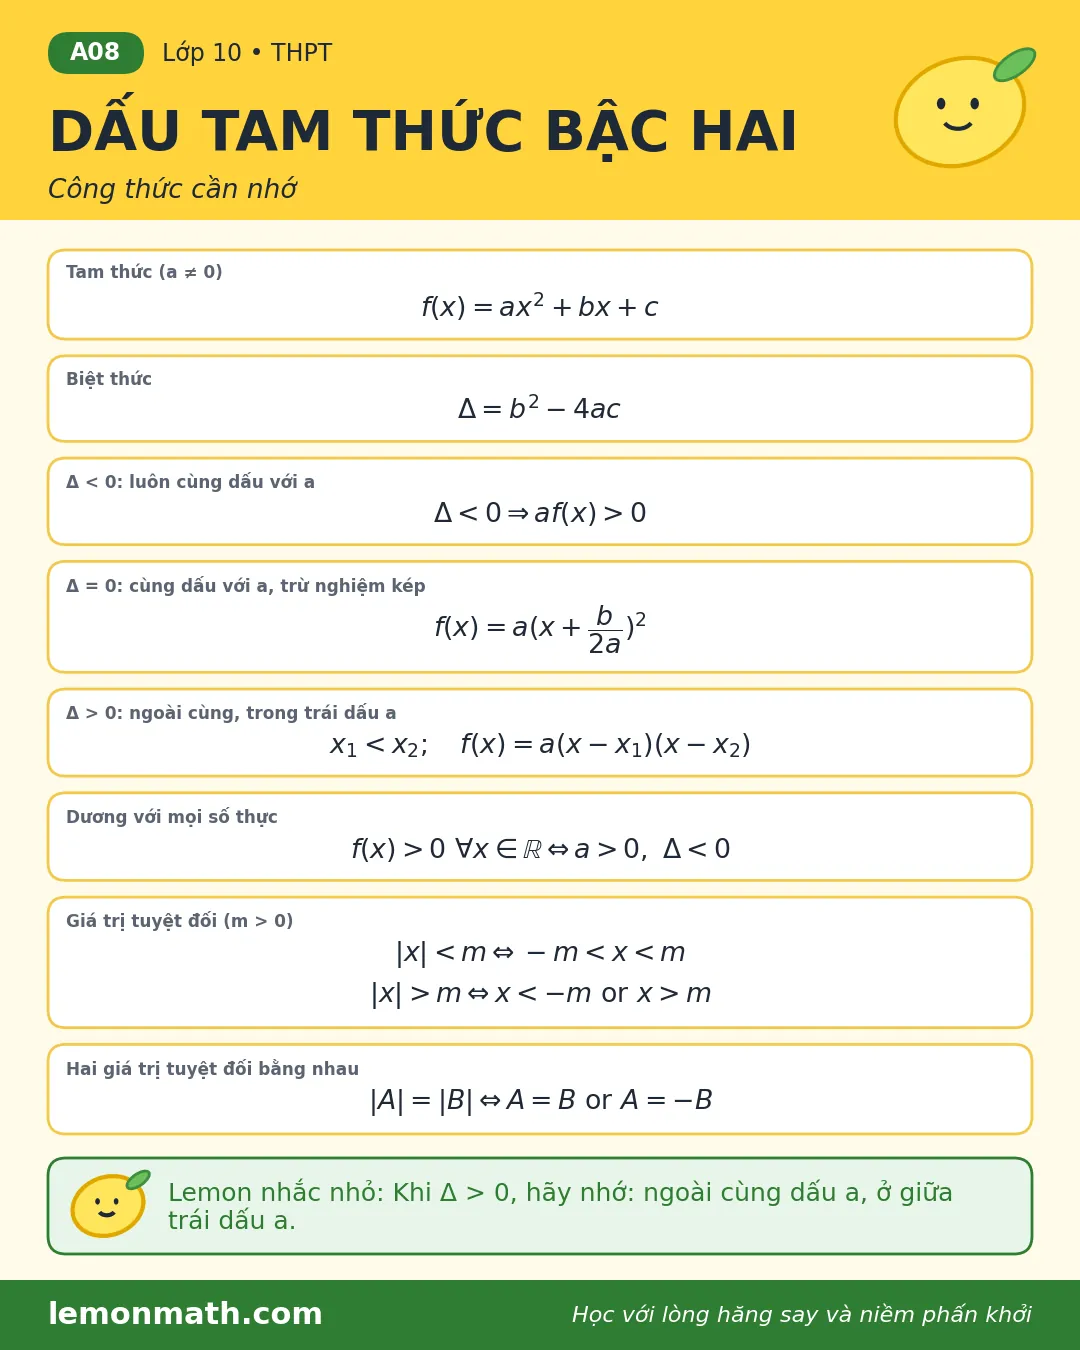 A08 Lớp 10 • THPT
DẤU TAM THỨC BẬC HAI
Công thức cần nhớ
Tam thức (a ≠ 0)
f(x) = ax² + bx + c
Biệt thức
Δ = b² − 4ac
Δ < 0: luôn cùng dấu với a
Δ < 0 ⇒ af(x) > 0
Δ = 0: cùng dấu với a, trừ nghiệm kép
f(x) = a(x + b/2a)²
Δ > 0: ngoài cùng, trong trái dấu a
x₁ < x₂; f(x) = a(x − x₁)(x − x₂)
Dương với mọi số thực
f(x) > 0 ∀x ∈ ℝ ⇔ a > 0, Δ < 0
Giá trị tuyệt đối (m > 0)
|x| < m ⇔ −m < x < m
|x| > m ⇔ x < −m or x > m
Hai giá trị tuyệt đối bằng nhau
|A| = |B| ⇔ A = B or A = −B
Lemon nhắc nhỏ: Khi Δ > 0, hãy nhớ: ngoài cùng dấu a, ở giữa
trái dấu a.
lemonmath.com
Học với lòng hăng say và niềm phấn khởi